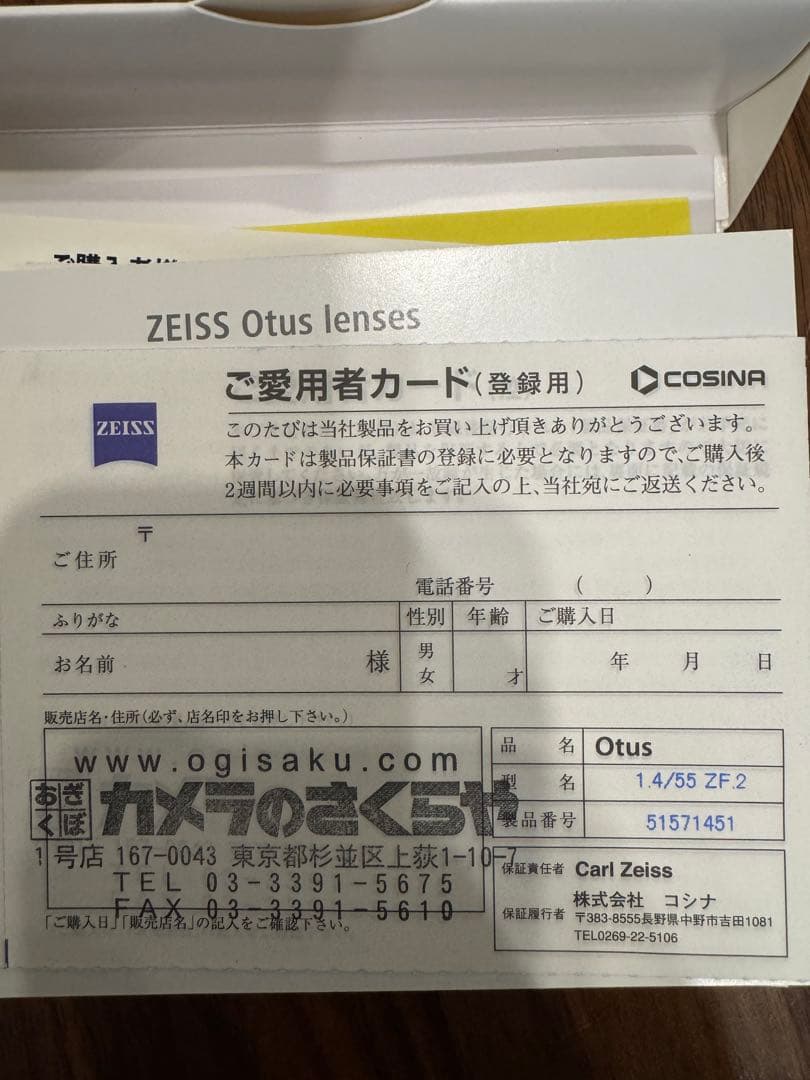 ご購入者様
ZEISS Otus lenses
ご愛用者カード(登録用)
COSINA
ZEISS
このたびは当社製品をお買い上げ頂きありがとうございます。
本カードは製品保証書の登録に必要となりますので、ご購入後
2週間以内に必要事項をご記入の上、当社宛にご返送ください。
〒
ご住所
電話番号 ( )
ふりがな 性別 年齢 ご購入日
お名前 様 男 女 才 年 月 日
販売店名・住所(必ず、店名印をお押し下さい。)
www.ogisaku.com
おぎくぼ カメラのさくらや
1号店 167-0043 東京都杉並区上荻1-10-7
TEL 03-3391-5675
FAX 03-3391-5610
「ご購入日」「販売店名」の記入をご確認下さい。
品名 Otus
型名 1.4/55 ZF.2
製品番号 51571451
保証責任者 Carl Zeiss
保証履行者 株式会社 コシナ
〒383-8555長野県中野市吉田1081
TEL0269-22-5106